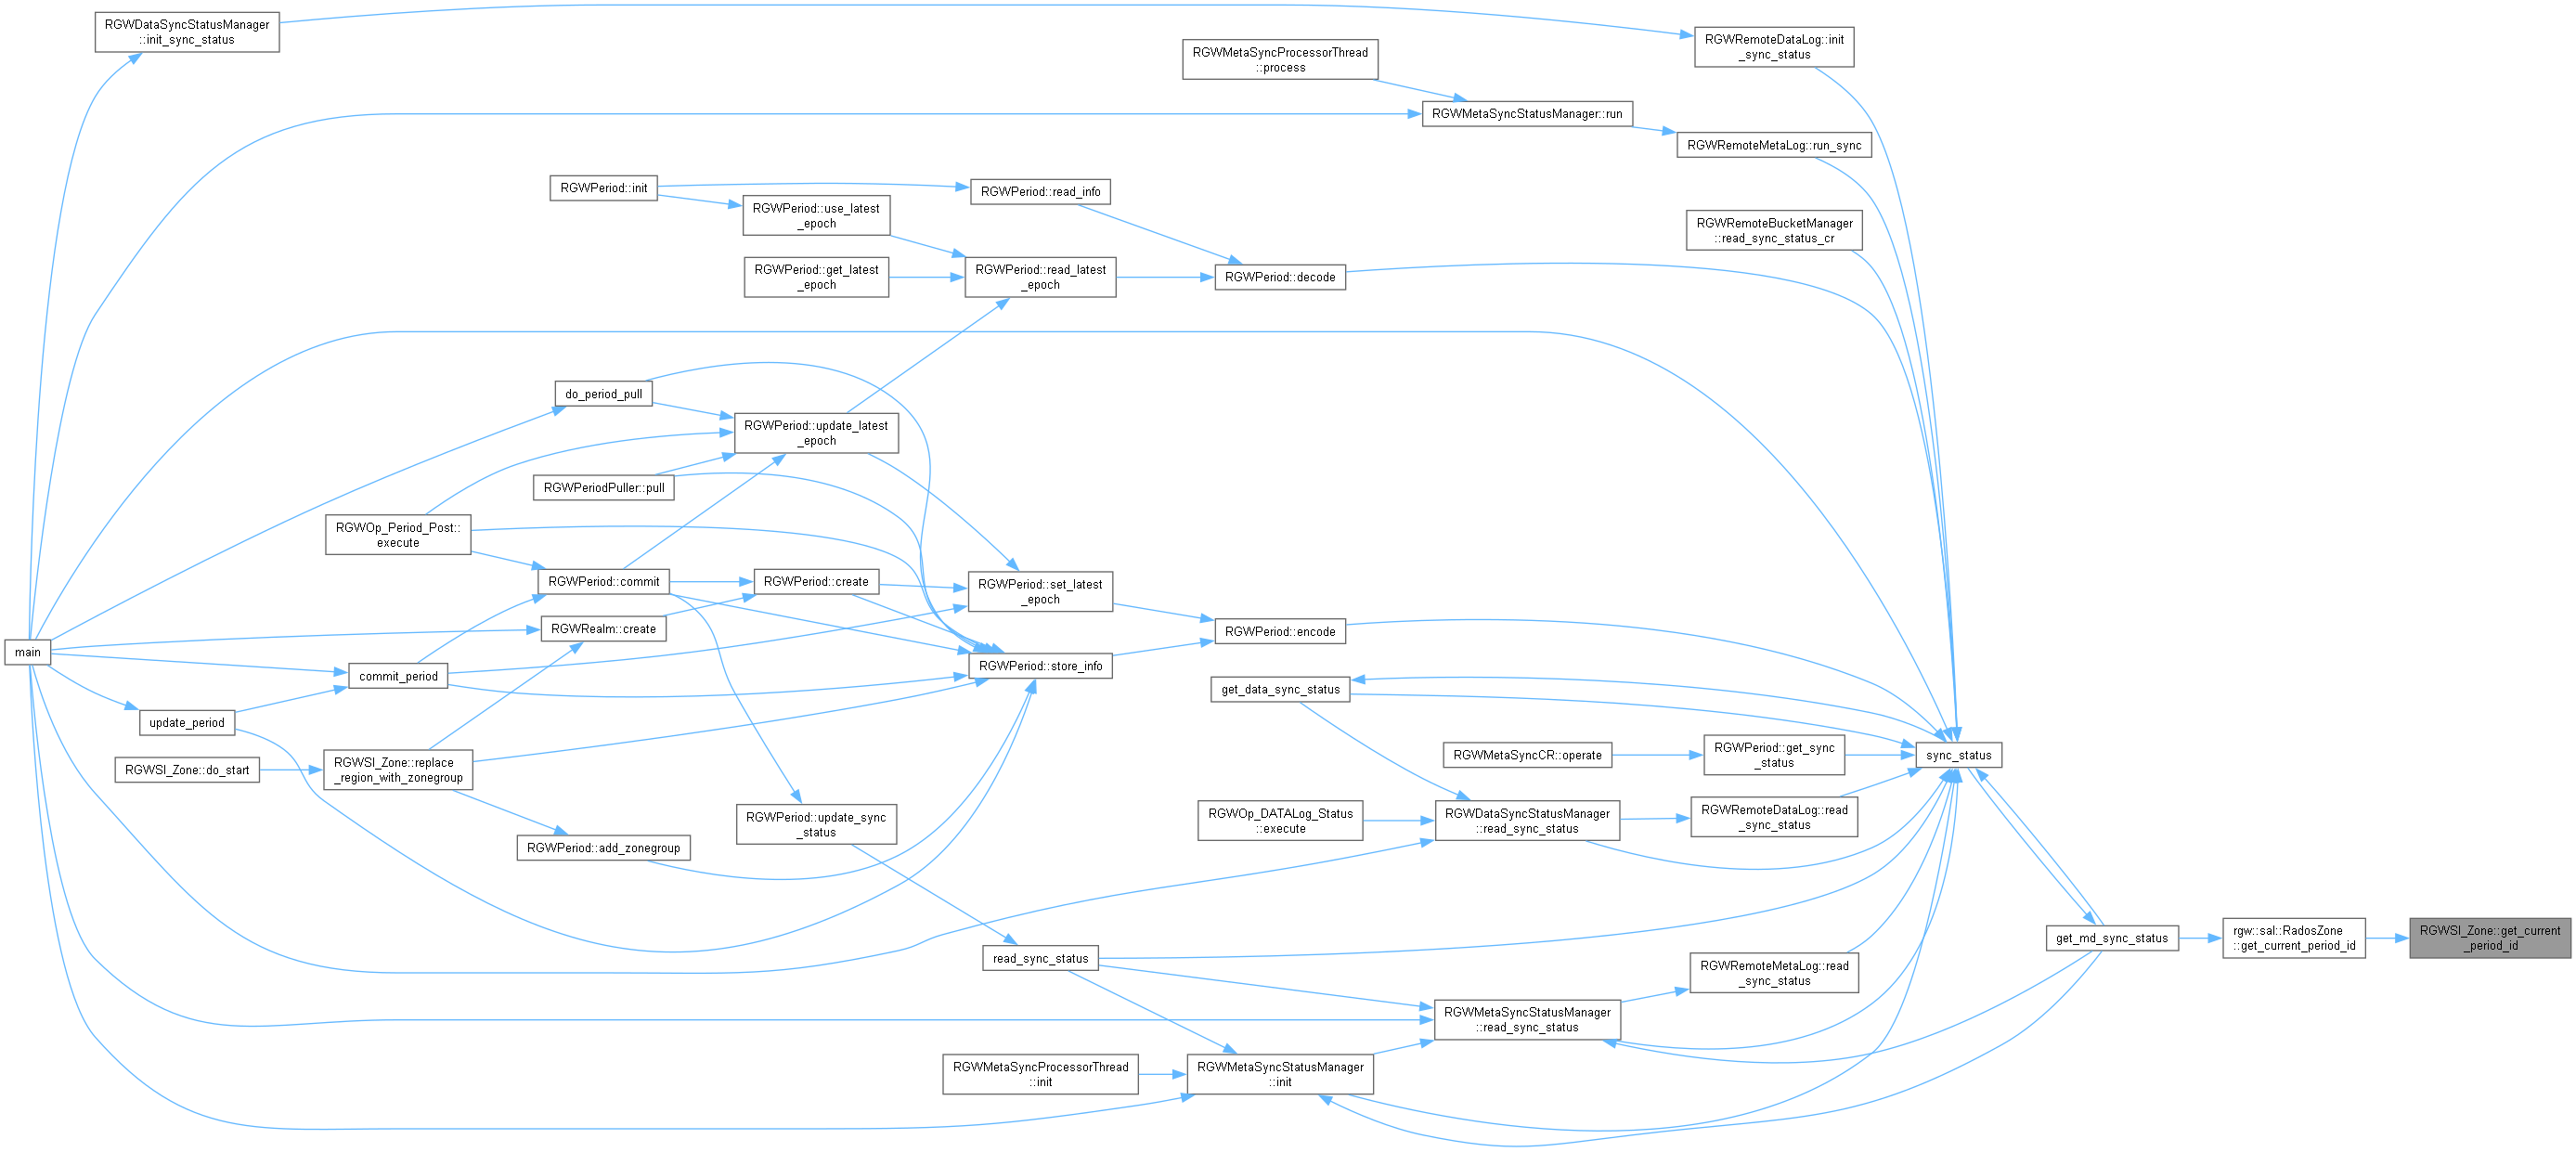 RGWDataSyncStatusManager
::init_sync_status
RGWRemoteDataLog::init
_sync_status
RGWMetaSyncProcessorThread
::process
RGWMetaSyncStatusManager::run
RGWRemoteMetaLog::run_sync
RGWPeriod::init
RGWPeriod::read_info
RGWPeriod::use_latest
_epoch
RGWRemoteBucketManager
::read_sync_status_cr
RGWPeriod::get_latest
_epoch
RGWPeriod::read_latest
_epoch
RGWPeriod::decode
do_period_pull
RGWPeriod::update_latest
_epoch
RGWPeriodPuller::pull
RGWOp_Period_Post::
execute
RGWPeriod::commit
RGWPeriod::create
RGWPeriod::set_latest
_epoch
RGWRealm::create
RGWPeriod::encode
main
commit_period
RGWPeriod::store_info
get_data_sync_status
update_period
RGWSI_Zone::do_start
RGWSI_Zone::replace
_region_with_zonegroup
RGWMetaSyncCR::operate
RGWPeriod::get_sync
_status
sync_status
RGWPeriod::update_sync
_status
RGWOp_DATALog_Status
::execute
RGWDataSyncStatusManager
::read_sync_status
RGWRemoteDataLog::read
_sync_status
RGWPeriod::add_zonegroup
read_sync_status
get_md_sync_status
rgw::sal::RadosZone
::get_current_period_id
RGWSI_Zone::get_current
_period_id
RGWRemoteMetaLog::read
_sync_status
RGWMetaSyncStatusManager
::read_sync_status
RGWMetaSyncProcessorThread
::init
RGWMetaSyncStatusManager
::init